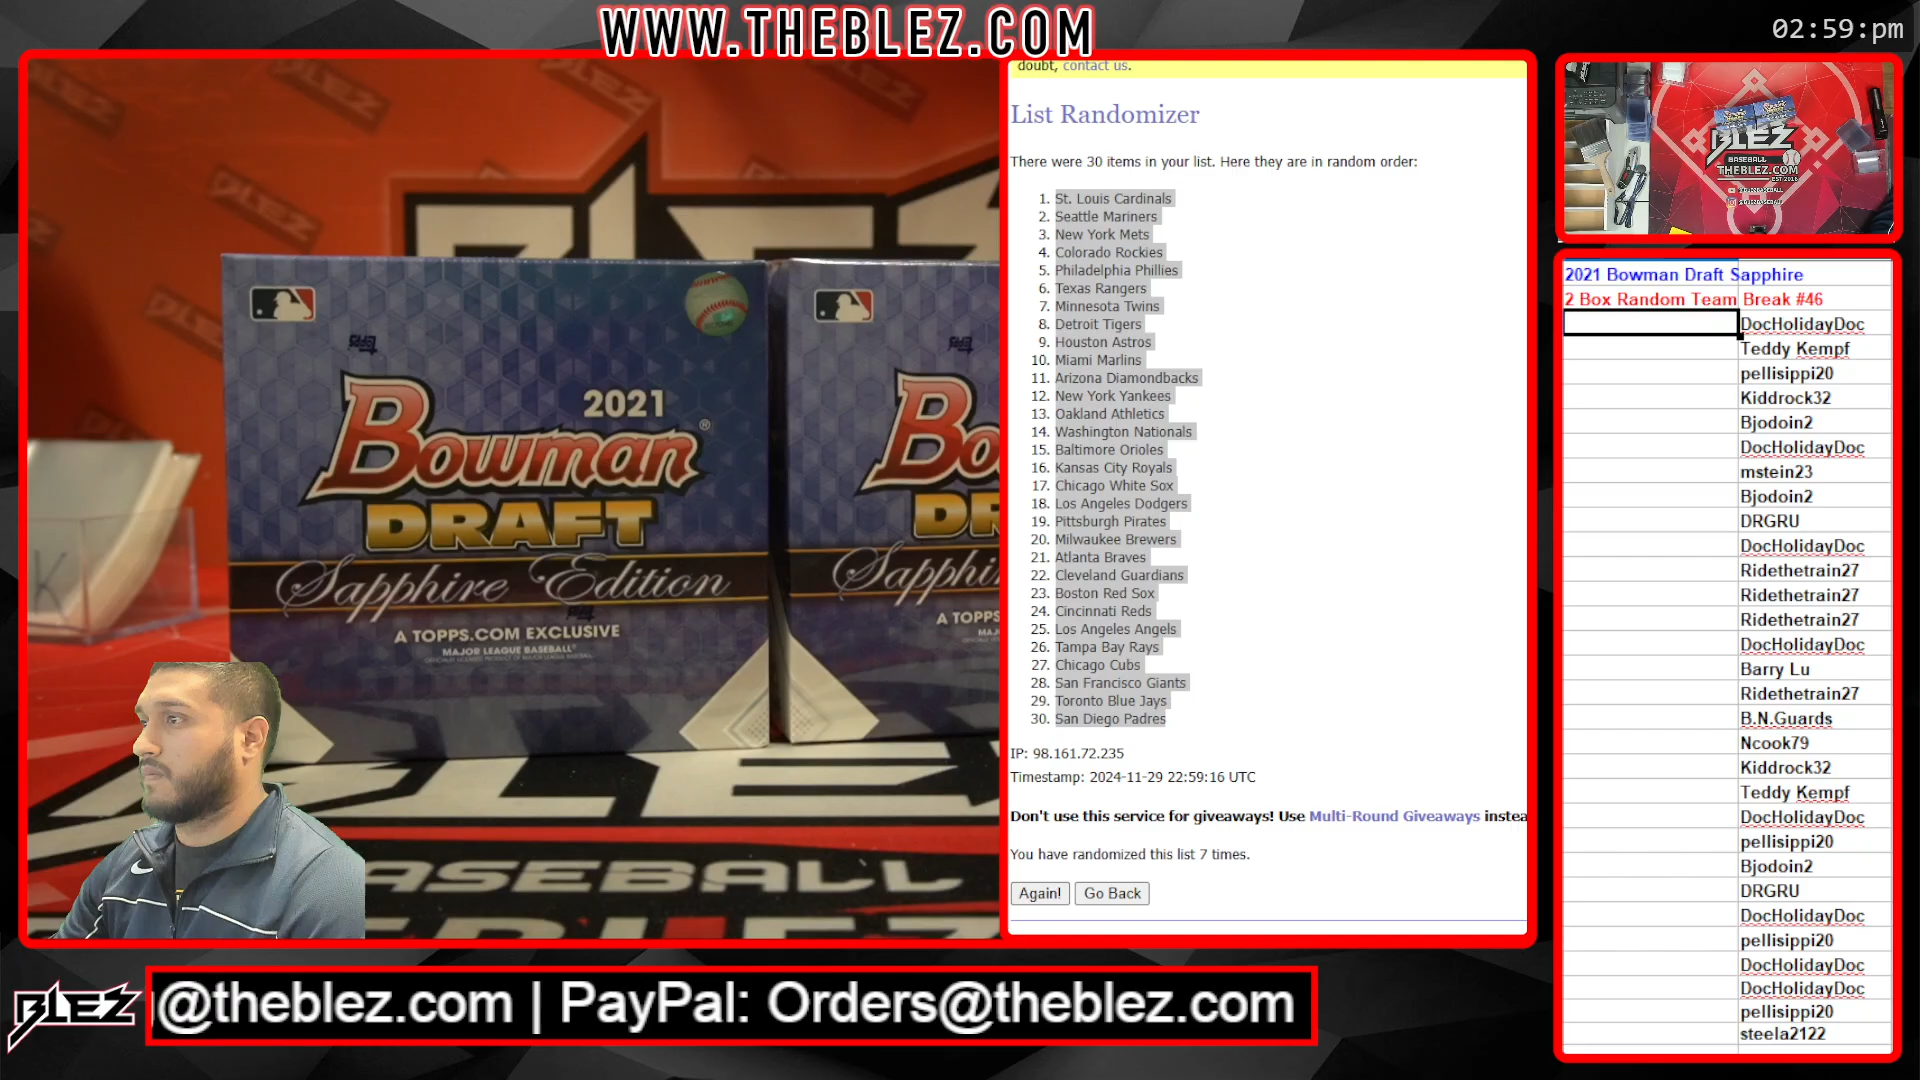 WWW.THEBLEZ.COM
02:59:pm
doubt, contact us.
List Randomizer
There were 30 items in your list. Here they are in random order:
1. St. Louis Cardinals
2. Seattle Mariners
3. New York Mets
4. Colorado Rockies
5. Philadelphia Phillies
6. Texas Rangers
7. Minnesota Twins
8. Detroit Tigers
9. Houston Astros
10. Miami Marlins
11. Arizona Diamondbacks
12. New York Yankees
13. Oakland Athletics
14. Washington Nationals
15. Baltimore Orioles
16. Kansas City Royals
17. Chicago White Sox
18. Los Angeles Dodgers
19. Pittsburgh Pirates
20. Milwaukee Brewers
21. Atlanta Braves
22. Cleveland Guardians
23. Boston Red Sox
24. Cincinnati Reds
25. Los Angeles Angels
26. Tampa Bay Rays
27. Chicago Cubs
28. San Francisco Giants
29. Toronto Blue Jays
30. San Diego Padres
IP: 98.161.72.235
Timestamp: 2024-11-29 22:59:16 UTC
Don't use this service for giveaways! Use Multi-Round Giveaways instea
You have randomized this list 7 times.
Again! Go Back
2021
Bowman
DRAFT
Sapphire Edition
A TOPPS.COM EXCLUSIVE
MAJOR LEAGUE BASEBALL
Bo
DR
Sapphi
A TOPPS
BASEBALL
BLEZ
BASEBALL
THEBLEZ.COM
2021 Bowman Draft Sapphire
2 Box Random Team Break #46
DocHolidayDoc
Teddy Kempf
pellisippi20
Kiddrock32
Bjodoin2
DocHolidayDoc
mstein23
Bjodoin2
DRGRU
DocHolidayDoc
Ridethetrain27
Ridethetrain27
Ridethetrain27
DocHolidayDoc
Barry Lu
Ridethetrain27
B.N.Guards
Ncook79
Kiddrock32
Teddy Kempf
DocHolidayDoc
pellisippi20
Bjodoin2
DRGRU
DocHolidayDoc
pellisippi20
DocHolidayDoc
DocHolidayDoc
pellisippi20
steela2122
BLEZ
@theblez.com | PayPal: Orders@theblez.com